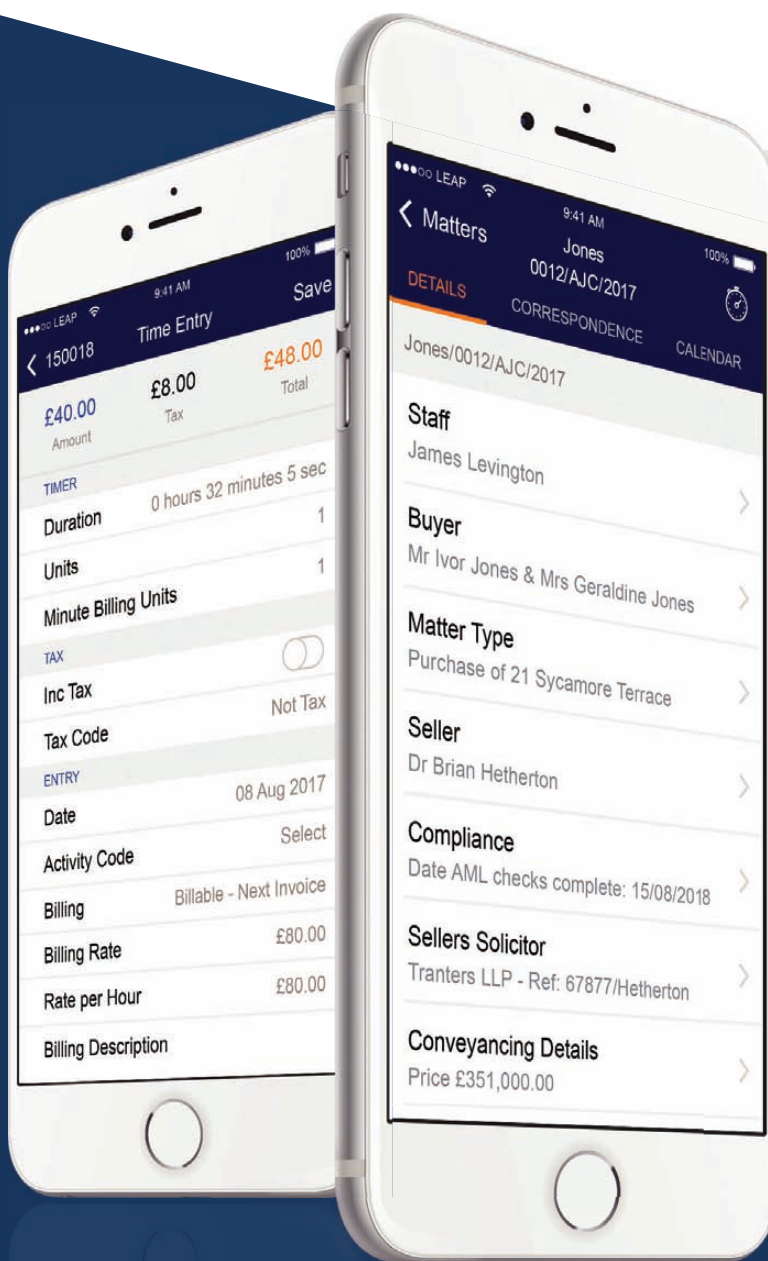 ●●●○○ LEAP
9:41 AM
100%
150018
Time Entry
Save
£40.00
£8.00
£48.00
Amount
Tax
Total
TIMER
Duration
0 hours 32 minutes 5 sec
Units
1
Minute Billing Units
1
TAX
Inc Tax
Tax Code
Not Tax
ENTRY
Date
08 Aug 2017
Activity Code
Select
Billing
Billable - Next Invoice
Billing Rate
£80.00
Rate per Hour
£80.00
Billing Description
●●●○○ LEAP
9:41 AM
100%
Matters
Jones
0012/AJC/2017
DETAILS
CORRESPONDENCE
CALENDAR
Jones/0012/AJC/2017
Staff
James Levington
Buyer
Mr Ivor Jones & Mrs Geraldine Jones
Matter Type
Purchase of 21 Sycamore Terrace
Seller
Dr Brian Hetherton
Compliance
Date AML checks complete: 15/08/2018
Sellers Solicitor
Tranters LLP - Ref: 67877/Hetherton
Conveyancing Details
Price £351,000.00